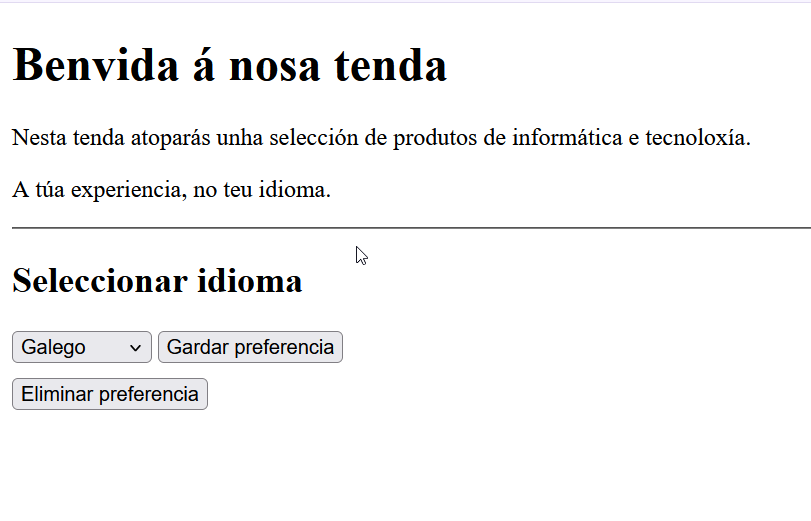 Benvida á nosa tenda
Nesta tenda atoparás unha selección de produtos de informática e tecnoloxía.
A túa experiencia, no teu idioma.
Seleccionar idioma
Galego Gardar preferencia
Eliminar preferencia